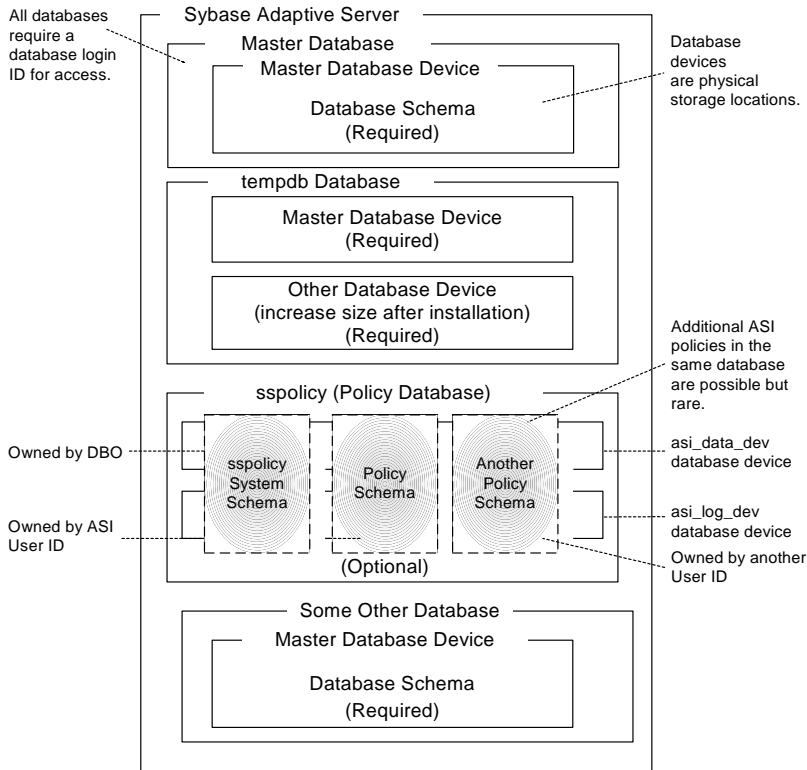 Sybase Adaptive Server
All databases
require a
database login
ID for access.
Master Database
Master Database Device
Database Schema
(Required)
Database
devices
are physical
storage locations.
tempdb Database
Master Database Device
(Required)
Other Database Device
(increase size after installation)
(Required)
Additional ASI
policies in the
same database
are possible but
rare.
sspolicy (Policy Database)
Owned by DBO
Owned by ASI
User ID
sspolicy
System
Schema
Policy
Schema
Another
Policy
Schema
asi_data_dev
database device
asi_log_dev
database device
Owned by another
User ID
(Optional)
Some Other Database
Master Database Device
Database Schema
(Required)